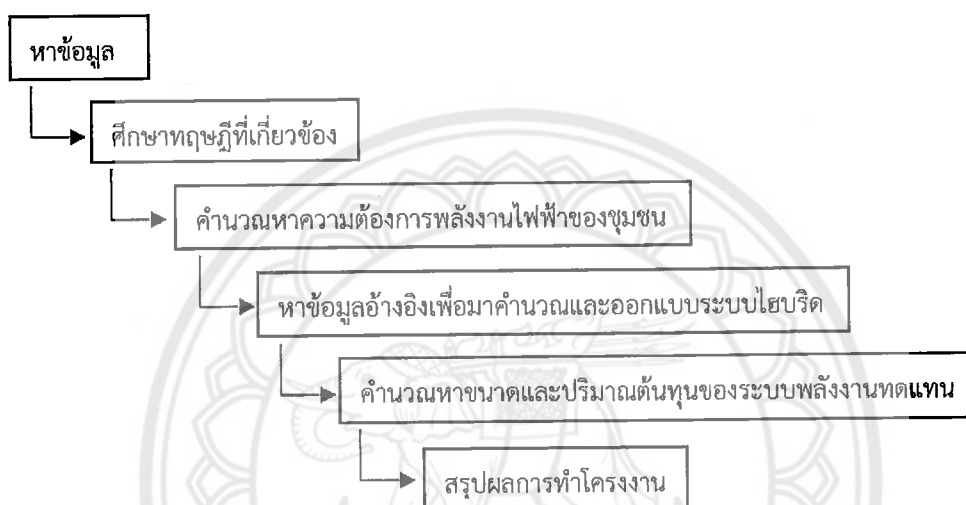 หาข้อมูล
ศึกษาทฤษฎีที่เกี่ยวข้อง
คำนวณหาความต้องการพลังงานไฟฟ้าของชุมชน
หาข้อมูลอ้างอิงเพื่อมาคำนวณและออกแบบระบบไฮบริด
คำนวณหาขนาดและปริมาณต้นทุนของระบบพลังงานทดแทน
สรุปผลการทำโครงงาน